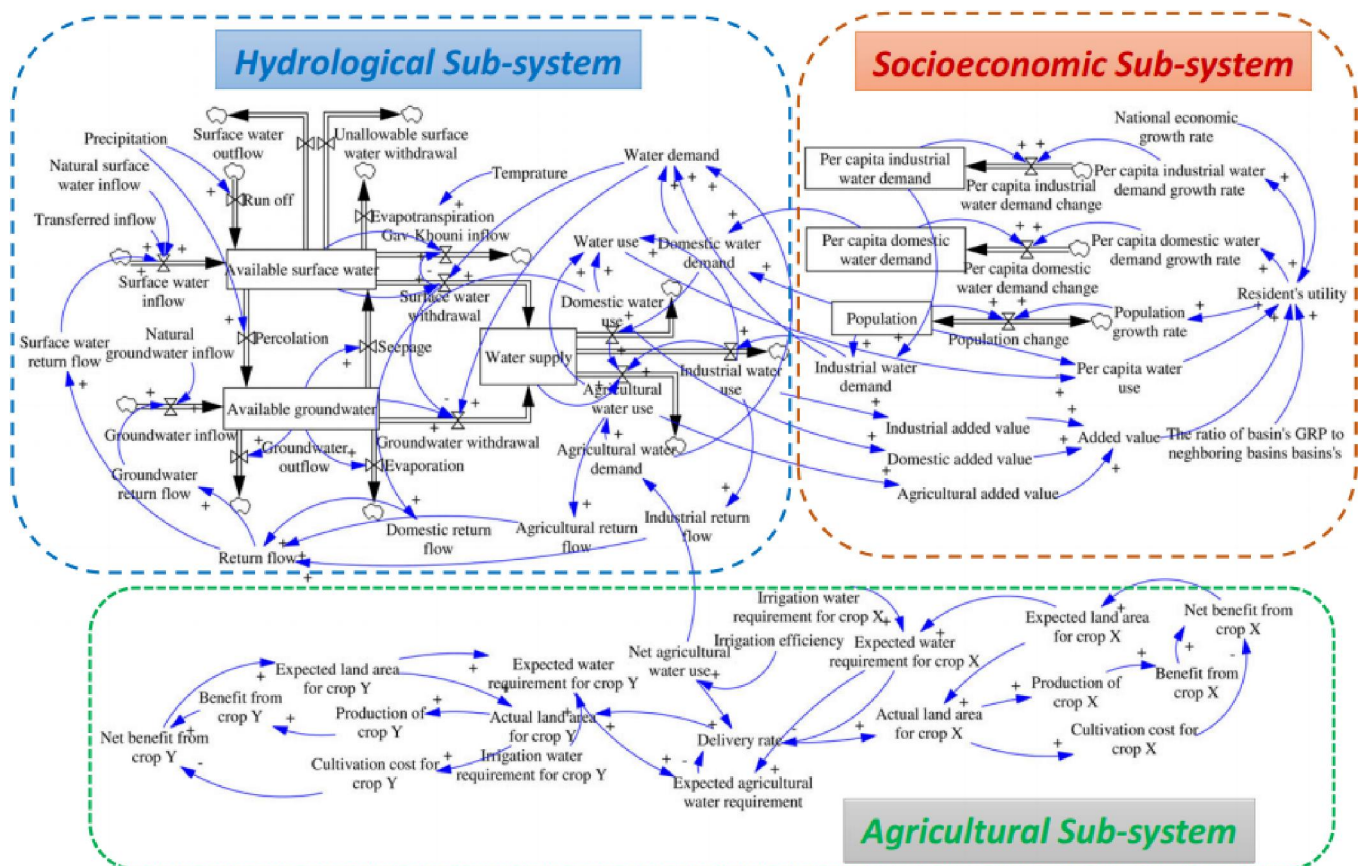 Hydrological Sub-system
Socioeconomic Sub-system
Precipitation
Surface water
outflow
Unallowable surface
water withdrawal
Water demand
Natural surface
water inflow
Temprature
Run off
Transferred inflow
Evapotranspiration
Gav-Khouni inflow
Water use
Domestic water
demand
Available surface water
Surface water
inflow
Surface water
withdrawal
Domestic water
use
Natural
groundwater inflow
Surface water
return flow
Percolation
Seepage
Water supply
Industrial water
use
Available groundwater
Agricultural
water use
Groundwater inflow
Groundwater withdrawal
Groundwater
outflow
Evaporation
Agricultural water
demand
Groundwater
return flow
Domestic return
flow
Agricultural return
flow
Industrial return
flow
Return flow
National economic
growth rate
Per capita industrial
water demand
Per capita industrial
water demand change
Per capita industrial water
demand growth rate
Per capita domestic
water demand
Per capita domestic
water demand change
Per capita domestic water
demand growth rate
Resident's utility
Population
Population change
Population
growth rate
Industrial water
demand
Per capita water
use
Industrial added value
Added value
The ratio of basin's GRP to
neighboring basins basin's
Domestic added value
Agricultural added value
Irrigation water
requirement for crop X
Irrigation efficiency
Expected water
requirement for crop X
Expected land area
for crop X
Net benefit from
crop X
Net agricultural
water use
Expected land area
for crop Y
Expected water
requirement for crop Y
Benefit from
crop Y
Production of
crop Y
Actual land area
for crop Y
Production of
crop X
Benefit from
crop X
Net benefit from
crop Y
Delivery rate
Actual land area
for crop X
Cultivation cost for
crop X
Cultivation cost for
crop Y
Irrigation water
requirement for crop Y
Expected agricultural
water requirement
Agricultural Sub-system